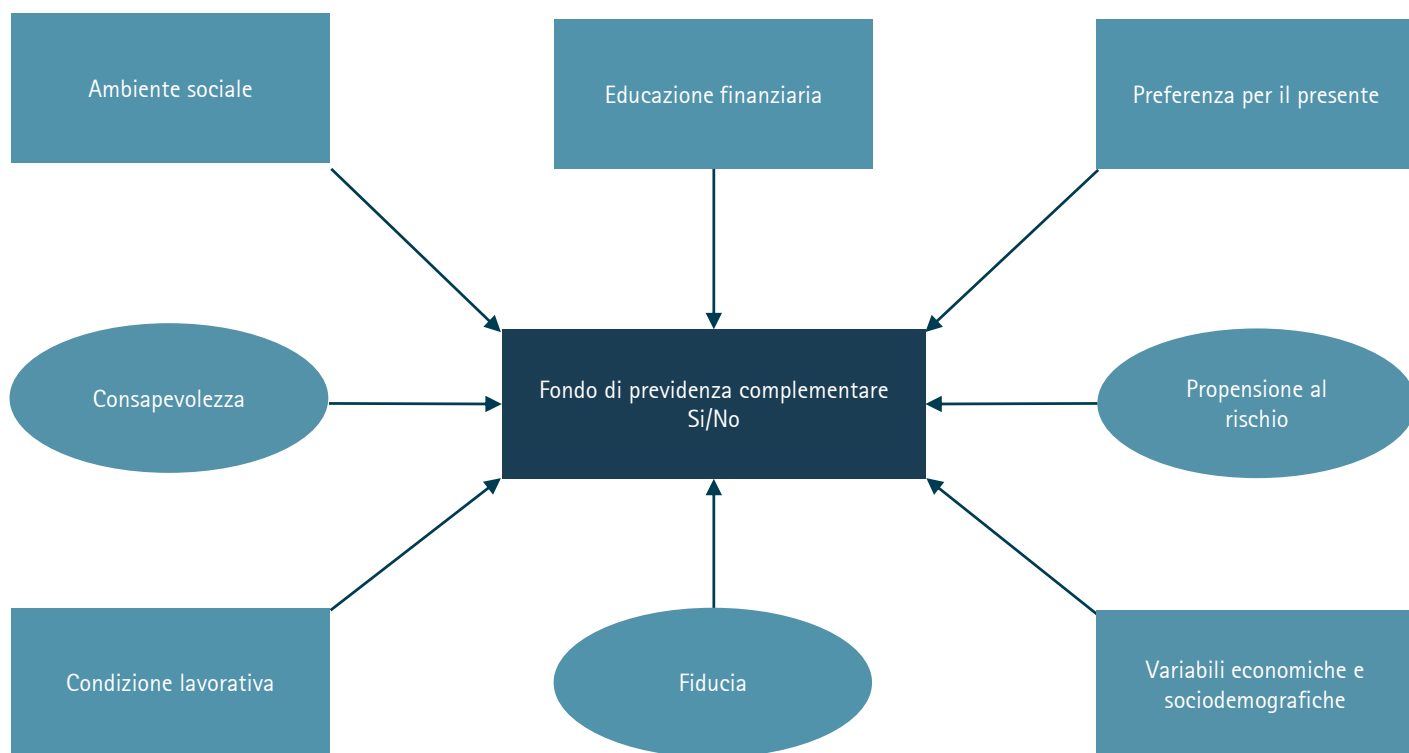 Ambiente sociale
Educazione finanziaria
Preferenza per il presente
Consapevolezza
Fondo di previdenza complementare
Si/No
Propensione al
rischio
Condizione lavorativa
Fiducia
Variabili economiche e
sociodemografiche